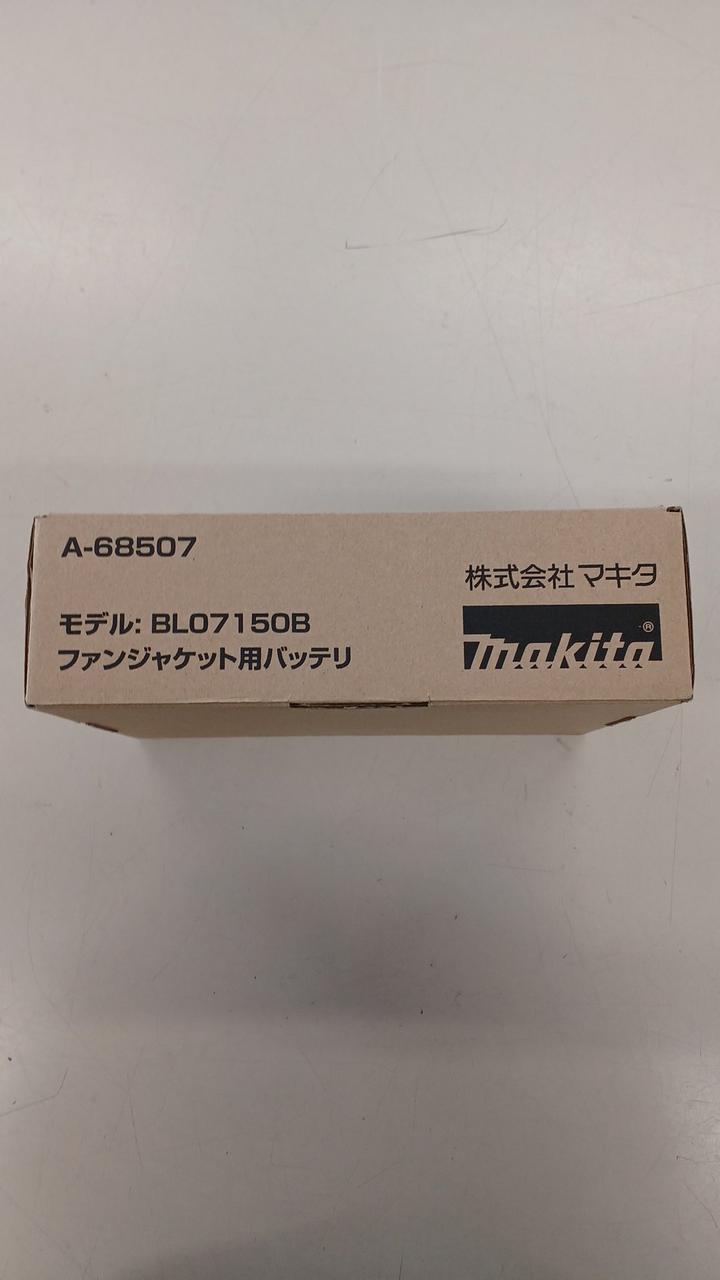 A-68507
モデル: BL07150B
ファンジャケット用バッテリ
株式会社マキタ
makita®